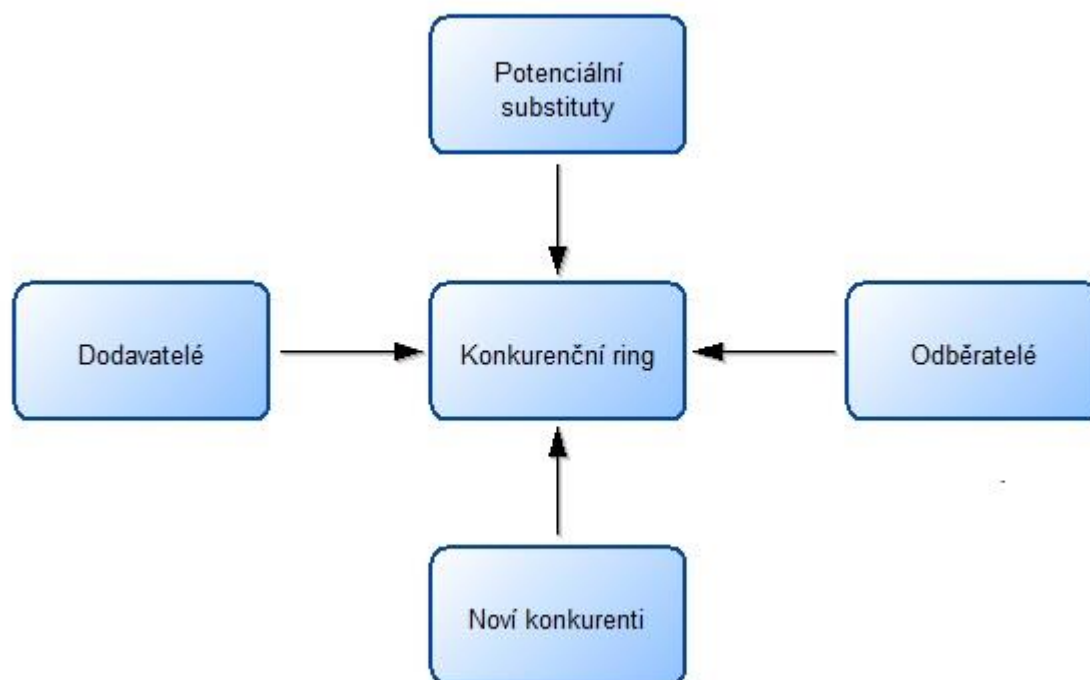 Potenciální
substituty
Dodavatelé
Konkurenční ring
Odběratelé
Noví konkurenti